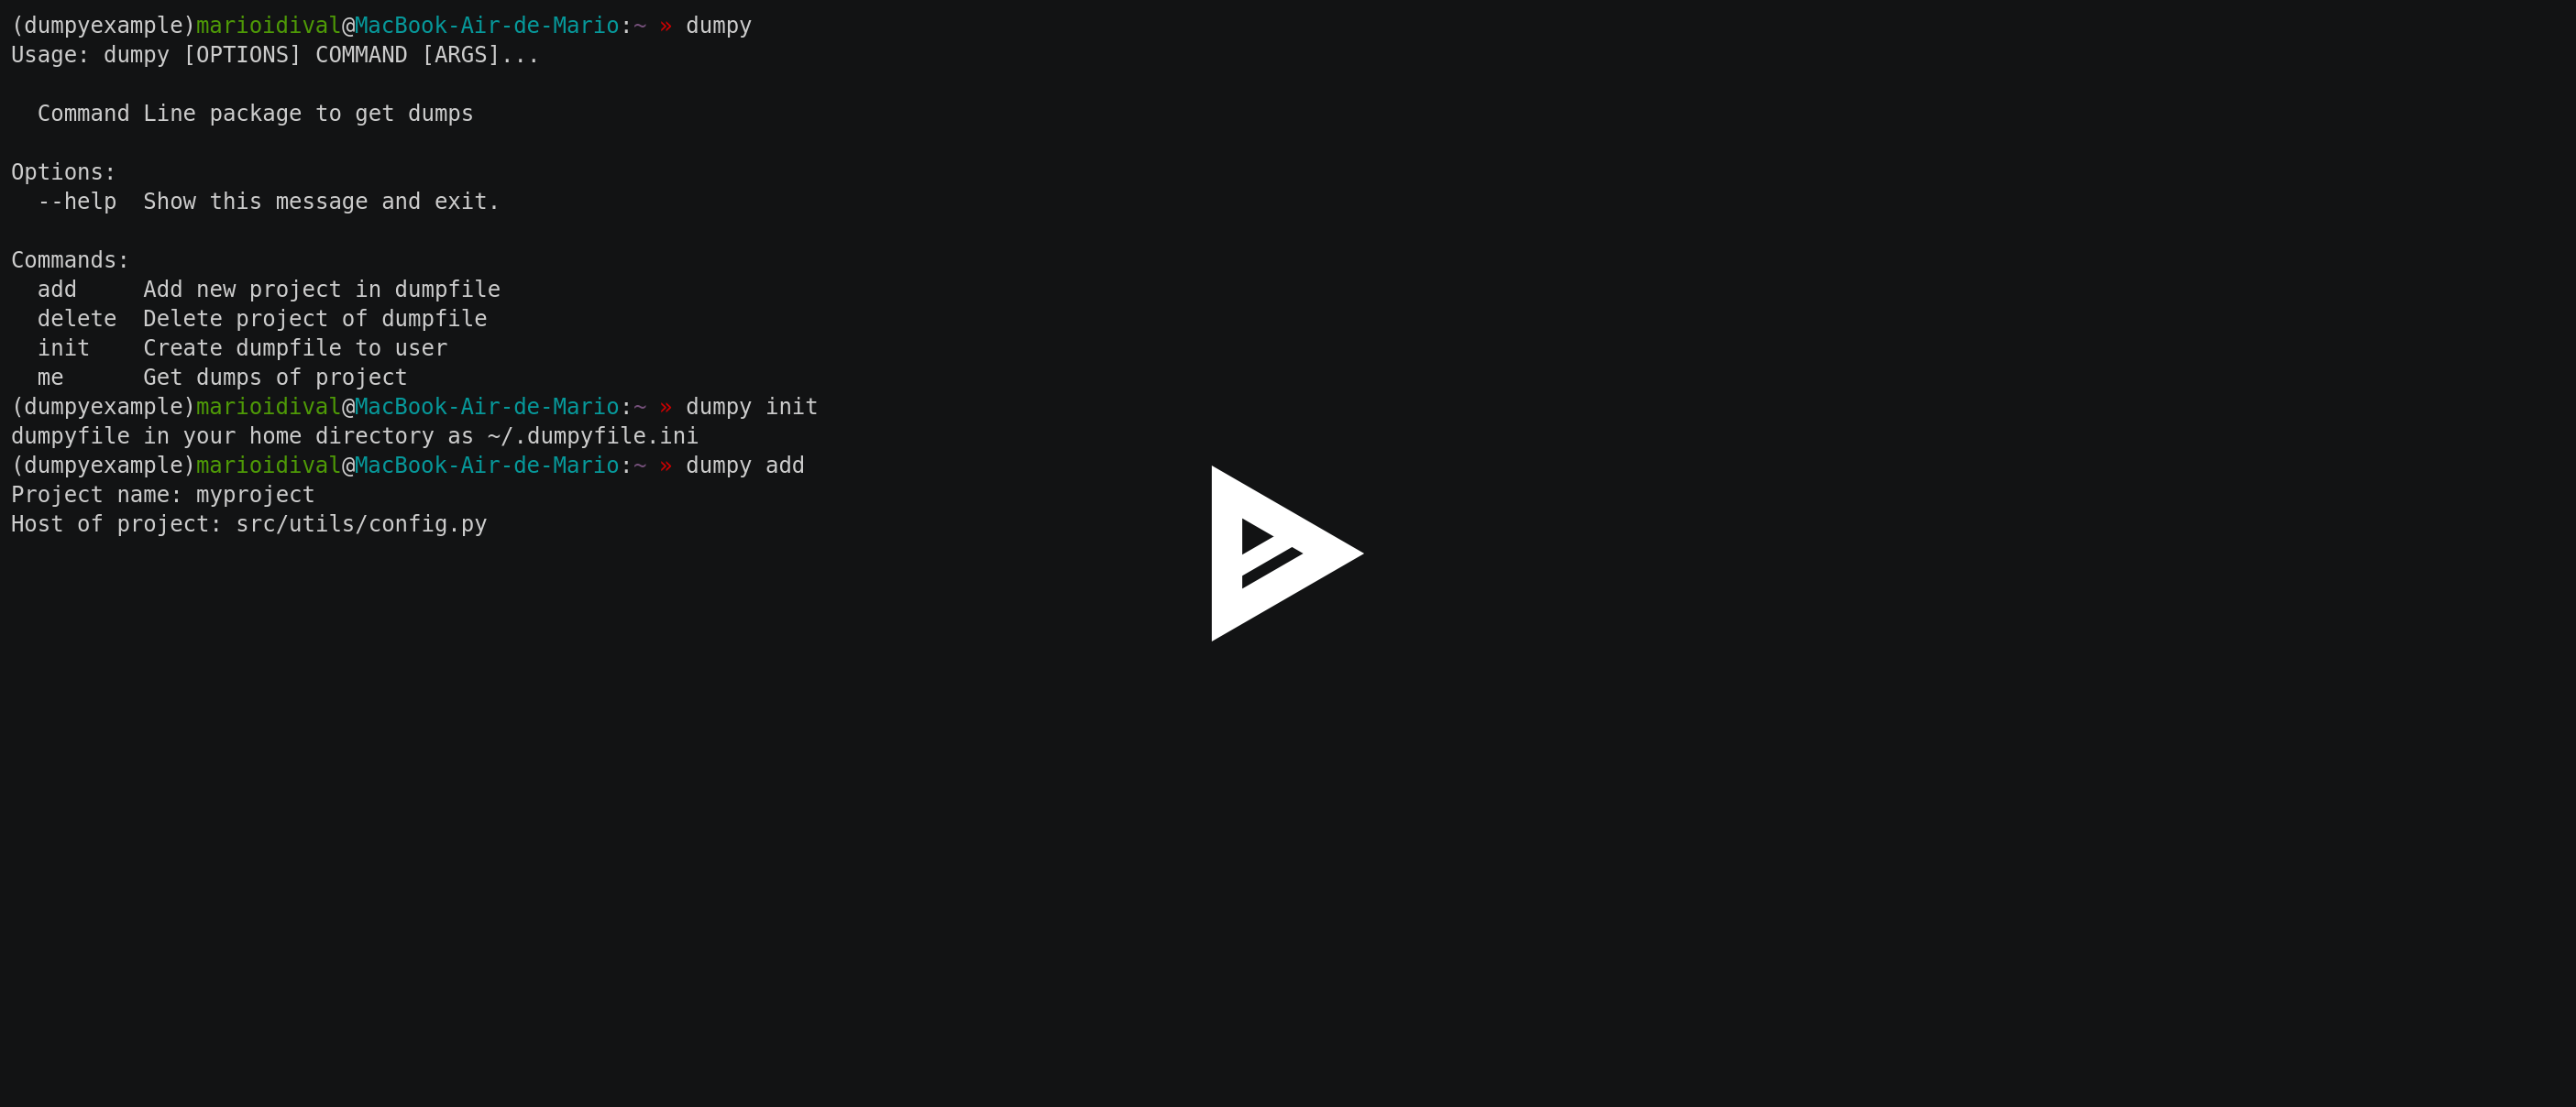 (dumpyexample)marioidival@MacBook-Air-de-Mario:~ » dumpy
Usage: dumpy [OPTIONS] COMMAND [ARGS]...
  Command Line package to get dumps
Options:
  --help  Show this message and exit.
Commands:
  add     Add new project in dumpfile
  delete  Delete project of dumpfile
  init    Create dumpfile to user
  me      Get dumps of project
(dumpyexample)marioidival@MacBook-Air-de-Mario:~ » dumpy init
dumpyfile in your home directory as ~/.dumpyfile.ini
(dumpyexample)marioidival@MacBook-Air-de-Mario:~ » dumpy add
Project name: myproject
Host of project: src/utils/config.py